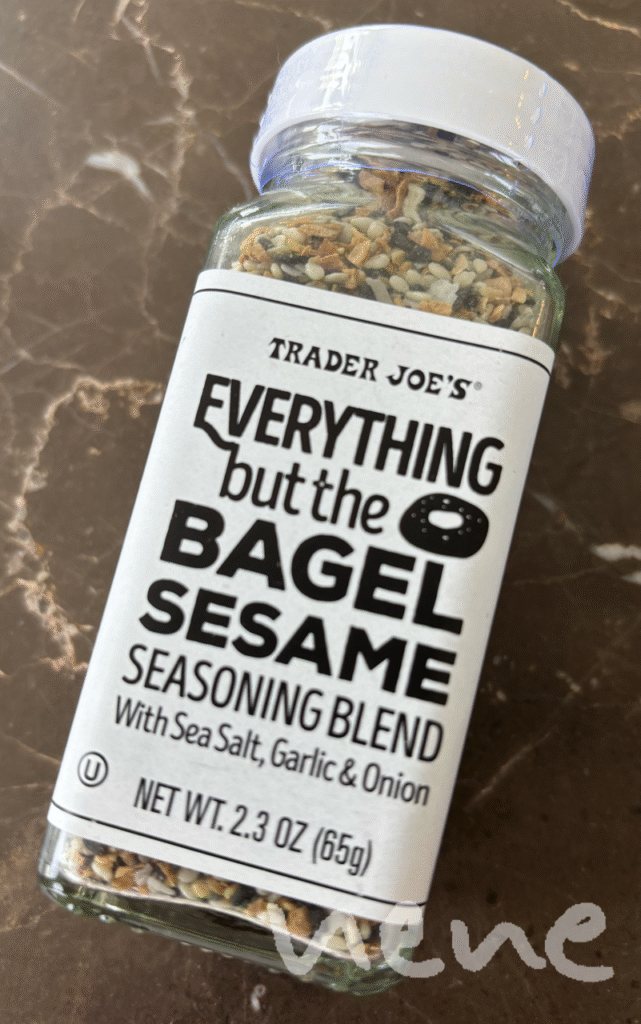 TRADER JOE'S®
EVERYTHING
but the
BAGEL
SESAME
SEASONING BLEND
With Sea Salt, Garlic & Onion
U
NET WT. 2.3 OZ (65g)
nene